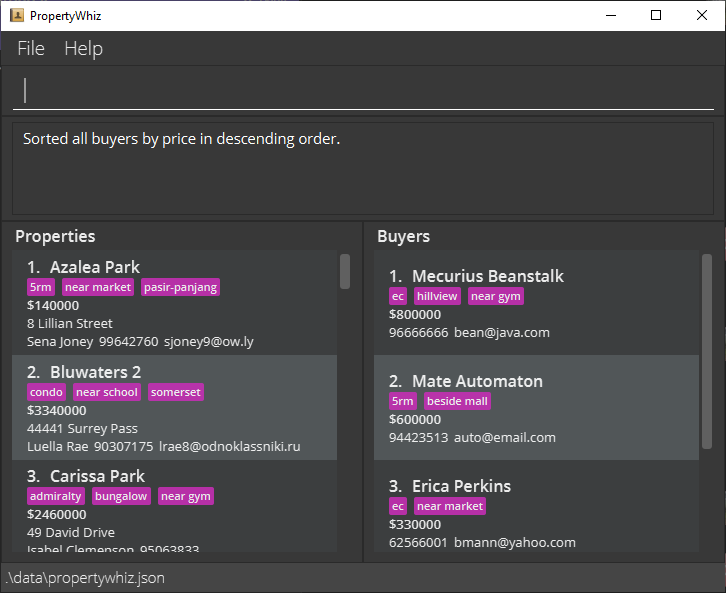 PropertyWhiz
File Help
Sorted all buyers by price in descending order.
Properties
1. Azalea Park
5rm near market pasir-panjang
$140000
8 Lillian Street
Sena Joney 99642760 sjoney9@ow.ly
2. Bluwaters 2
condo near school somerset
$3340000
44441 Surrey Pass
Luella Rae 90307175 lrae8@odnoklassniki.ru
3. Carissa Park
admiralty bungalow near gym
$2460000
49 David Drive
Isabel Clemenson 95063833
Buyers
1. Mecurius Beanstalk
ec hillview near gym
$800000
96666666 bean@java.com
2. Mate Automaton
5rm beside mall
$600000
94423513 auto@email.com
3. Erica Perkins
ec near market
$330000
62566001 bmann@yahoo.com
.\data\propertywhiz.json